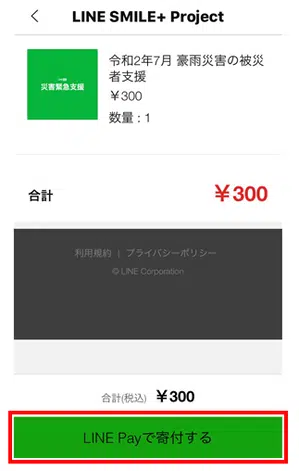 LINE SMILE+ Project
災害緊急支援
令和2年7月 豪雨災害の被災
者支援
￥300
数量 : 1
合計
￥300
利用規約 | プライバシーポリシー
© LINE Corporation
合計(税込) ￥300
LINE Payで寄付する